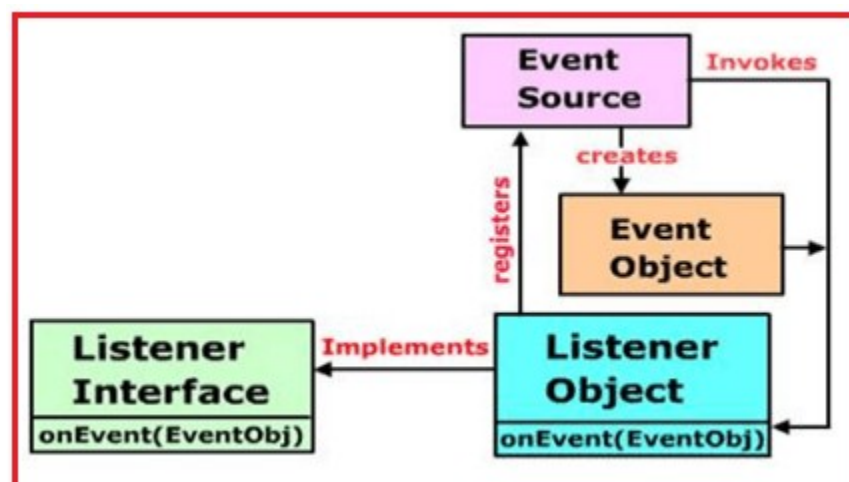 Event
Source
Invokes
creates
registers
Event
Object
Listener
Interface
onEvent(EventObj)
Implements
Listener
Object
onEvent(EventObj)